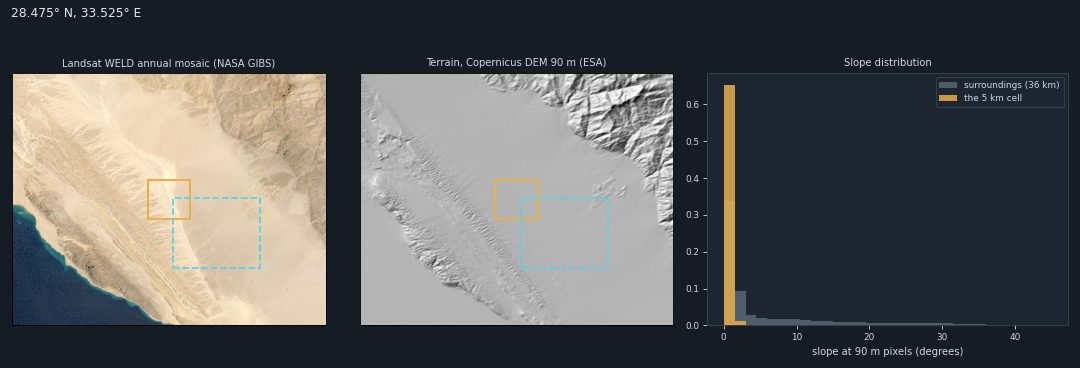 28.475° N, 33.525° E
Landsat WELD annual mosaic (NASA GIBS)
Terrain, Copernicus DEM 90 m (ESA)
Slope distribution
surroundings (36 km)
the 5 km cell
0.6
0.5
0.4
0.3
0.2
0.1
0.0
0 10 20 30 40
slope at 90 m pixels (degrees)